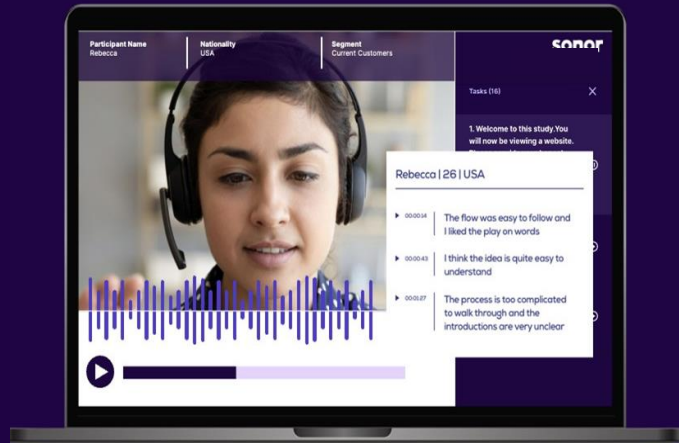 Participant Name
Rebecca
Nationality
USA
Segment
Current Customers
sonar
Tasks (16)
1. Welcome to this study.You
will now be viewing a website.
Rebecca | 26 | USA
00:00:14
The flow was easy to follow and
I liked the play on words
00:00:43
I think the idea is quite easy to
understand
00:01:27
The process is too complicated
to walk through and the
introductions are very unclear